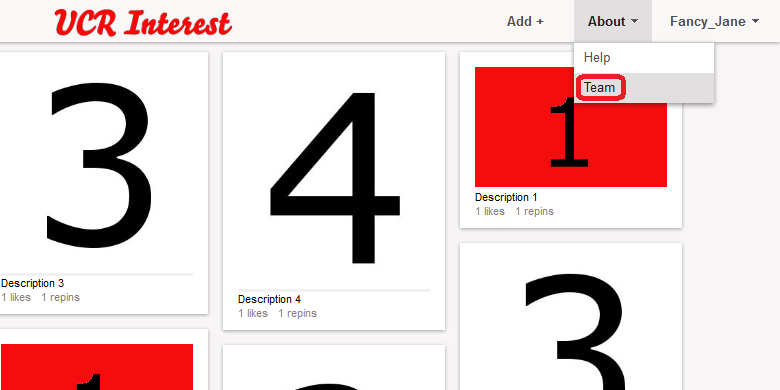 UCR Interest
Add +
About
Fancy_Jane
Help
Team
3
Description 3
1 likes 1 repins
4
Description 4
1 likes 1 repins
1
Description 1
1 likes 1 repins
1
3